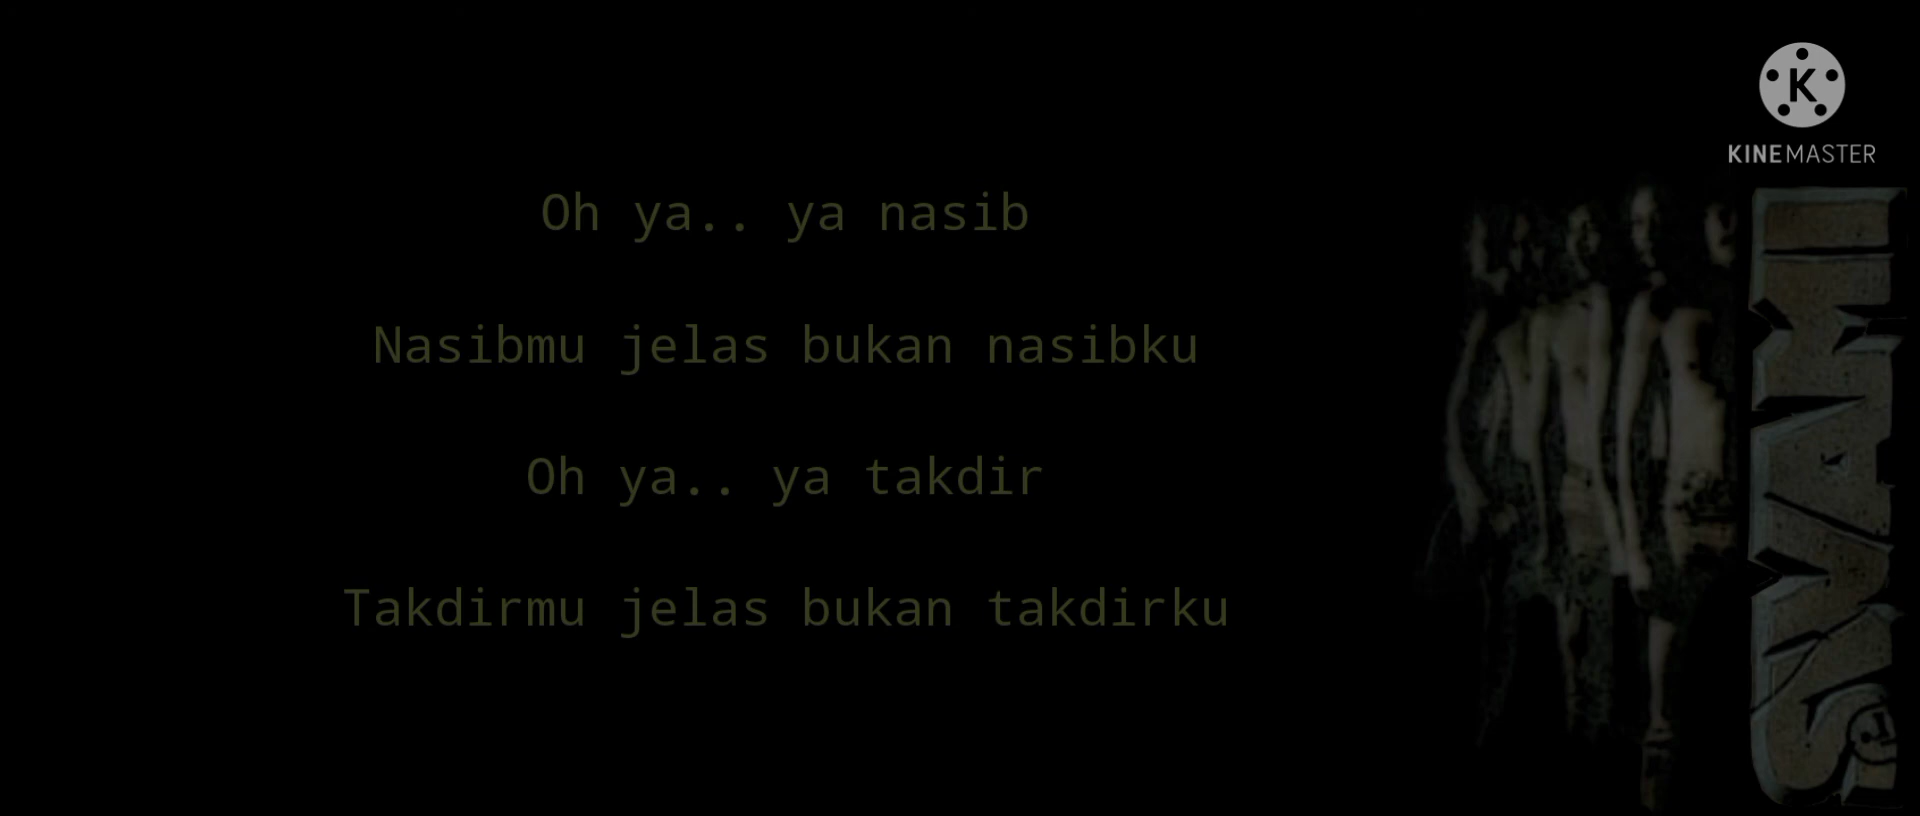 KINEMASTER
Oh ya.. ya nasib
Nasibmu jelas bukan nasibku
Oh ya.. ya takdir
Takdirmu jelas bukan takdirku
SWAMI